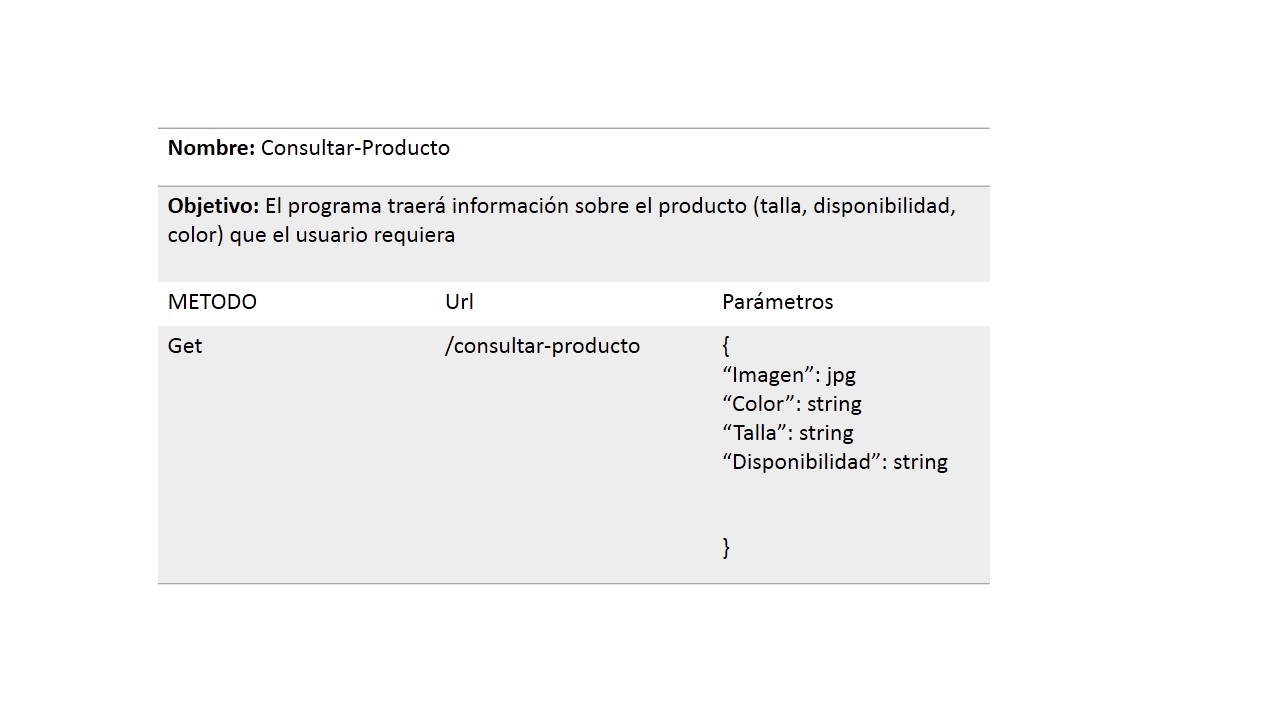 Nombre: Consultar-Producto
Objetivo: El programa traerá información sobre el producto (talla, disponibilidad,
color) que el usuario requiera
METODO Url Parámetros
Get /consultar-producto {
“Imagen”: jpg
“Color”: string
“Talla”: string
“Disponibilidad”: string
}